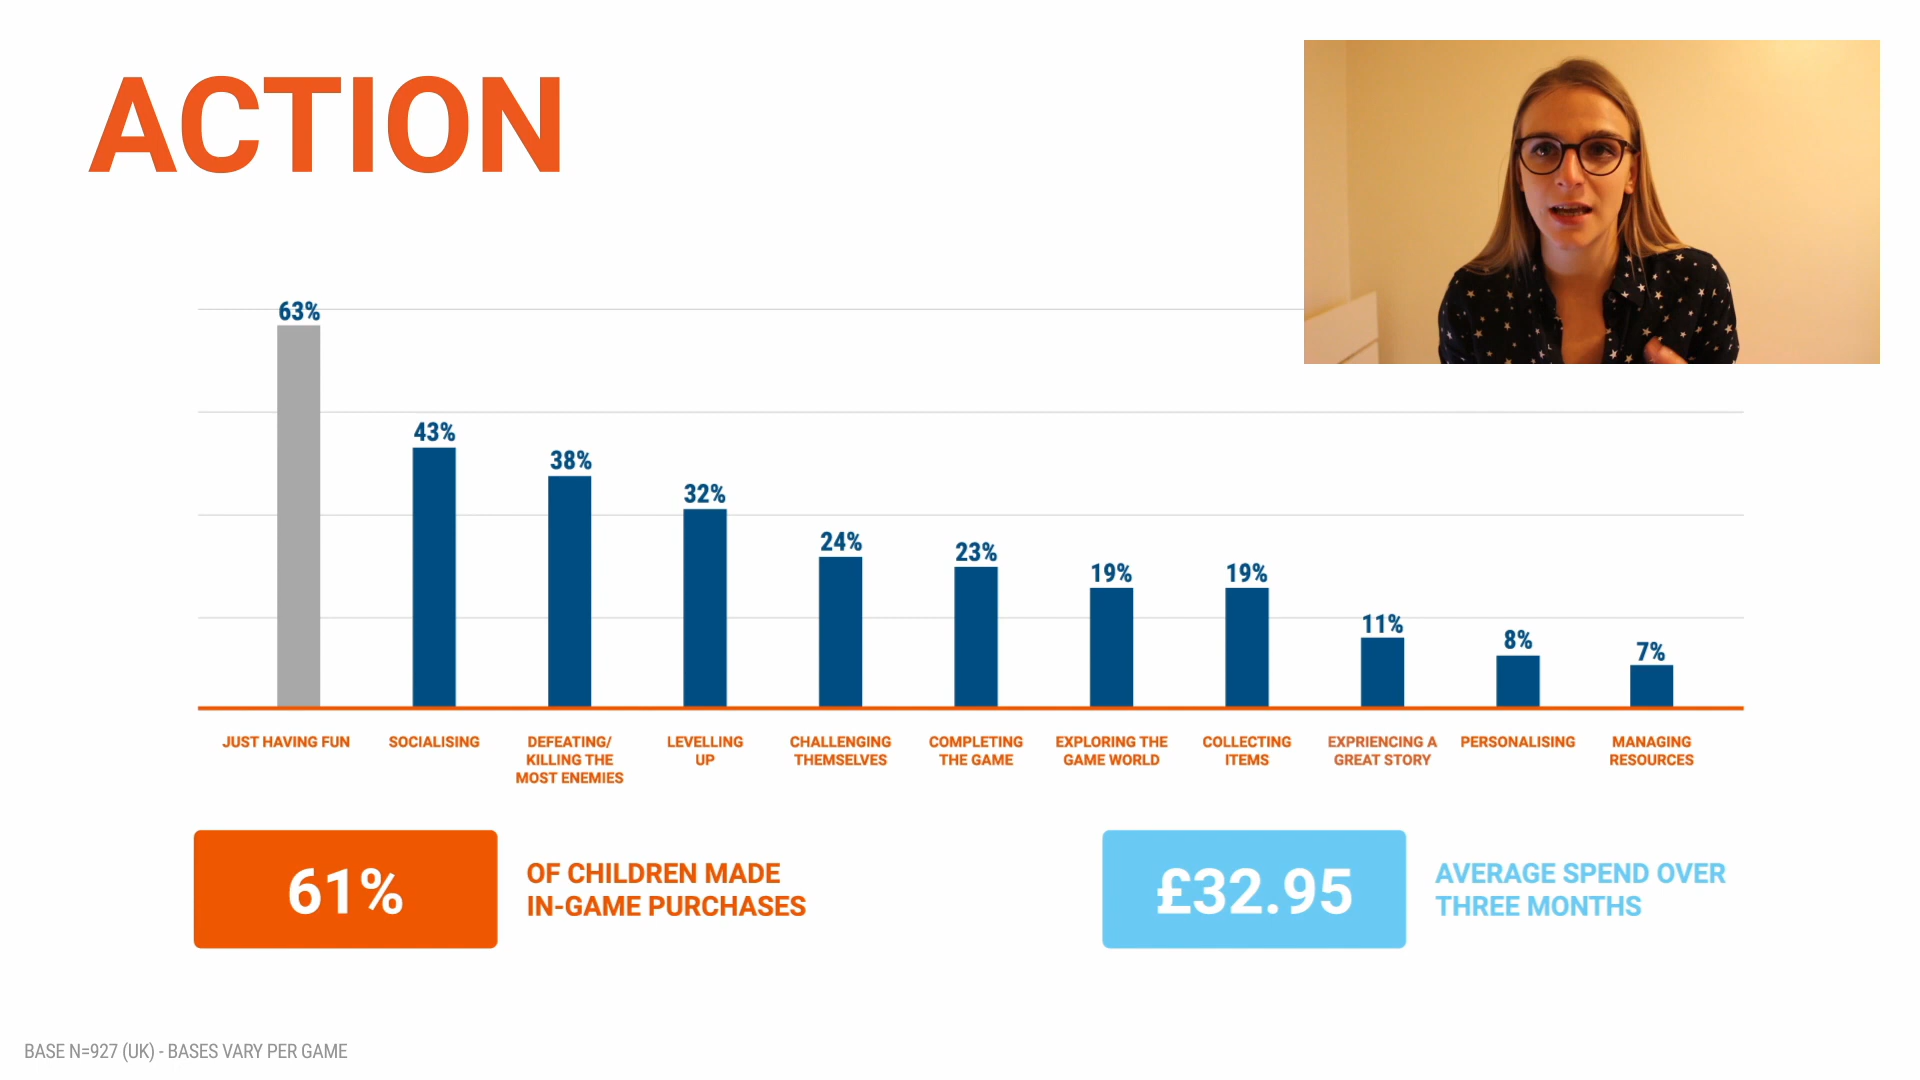 ACTION
63%
43%
38%
32%
24%
23%
19%
19%
11%
8%
7%
JUST HAVING FUN
SOCIALISING
DEFEATING/
KILLING THE
MOST ENEMIES
LEVELLING
UP
CHALLENGING
THEMSELVES
COMPLETING
THE GAME
EXPLORING THE
GAME WORLD
COLLECTING
ITEMS
EXPRIENCING A
GREAT STORY
PERSONALISING
MANAGING
RESOURCES
61%
OF CHILDREN MADE
IN-GAME PURCHASES
£32.95
AVERAGE SPEND OVER
THREE MONTHS
BASE N=927 (UK) - BASES VARY PER GAME